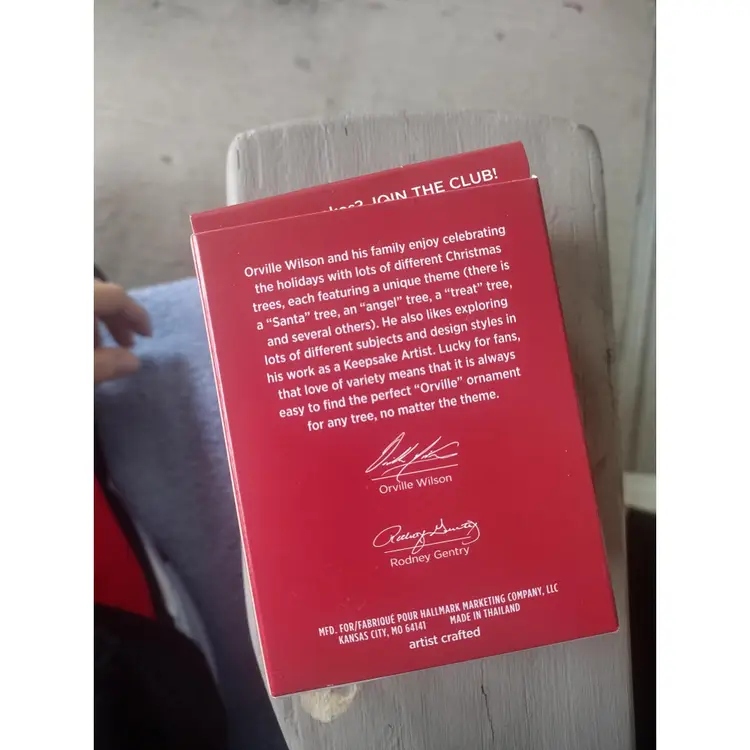 JOIN THE CLUB!
Orville Wilson and his family enjoy celebrating
the holidays with lots of different Christmas
trees, each featuring a unique theme (there is
a “Santa” tree, an “angel” tree, a “treat” tree,
and several others). He also likes exploring
lots of different subjects and design styles in
his work as a Keepsake Artist. Lucky for fans,
that love of variety means that it is always
easy to find the perfect “Orville” ornament
for any tree, no matter the theme.
Orville Wilson
Rodney Gentry
MFD. FOR/FABRIQUÉ POUR HALLMARK MARKETING COMPANY, LLC
KANSAS CITY, MO 64141 MADE IN THAILAND
artist crafted